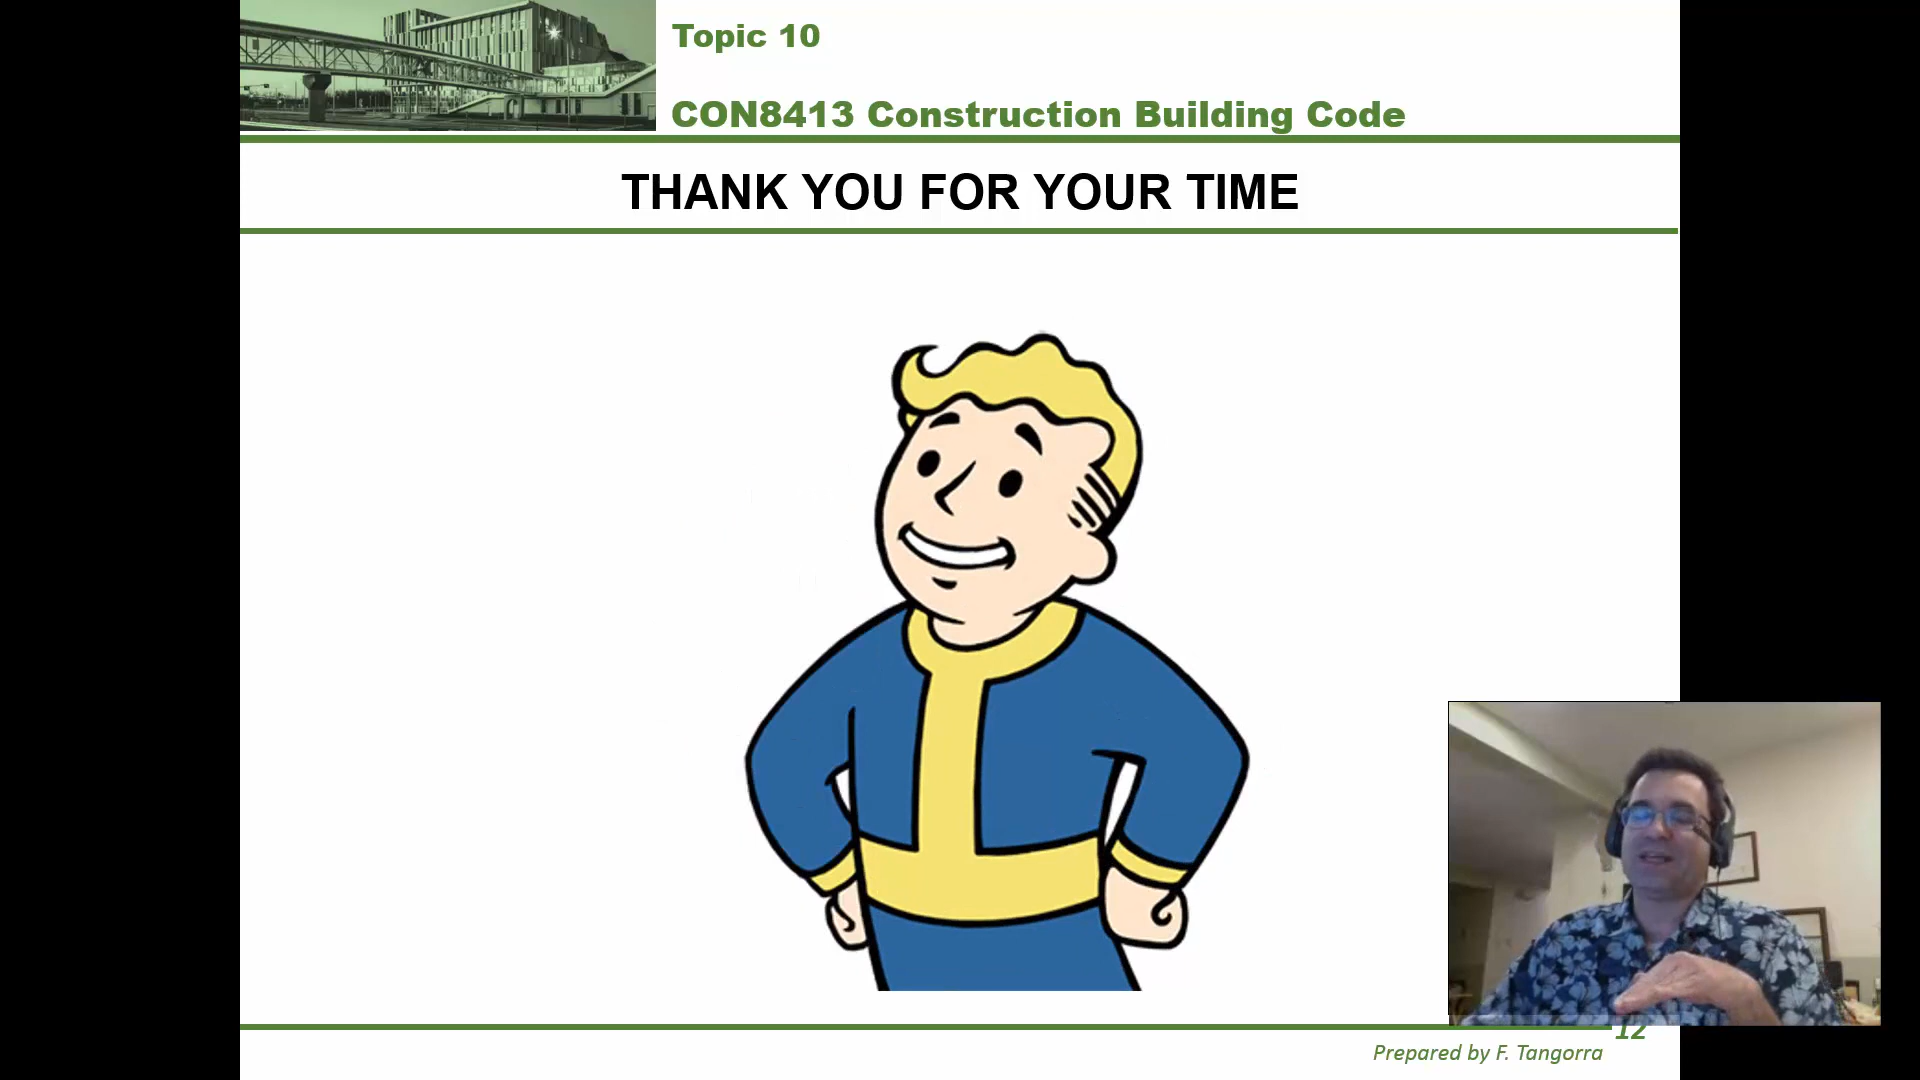 Topic 10
CON8413 Construction Building Code
THANK YOU FOR YOUR TIME
12
Prepared by F. Tangorra